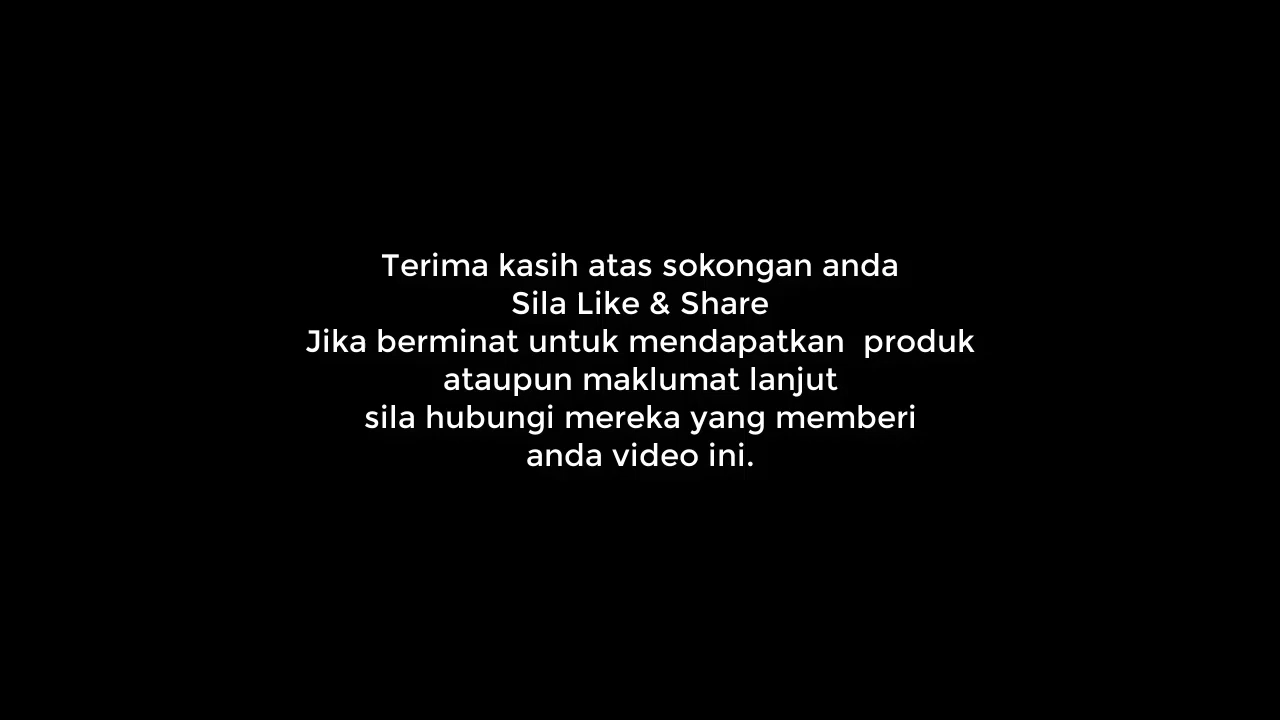 Terima kasih atas sokongan anda
Sila Like & Share
Jika berminat untuk mendapatkan  produk
ataupun maklumat lanjut
sila hubungi mereka yang memberi
anda video ini.